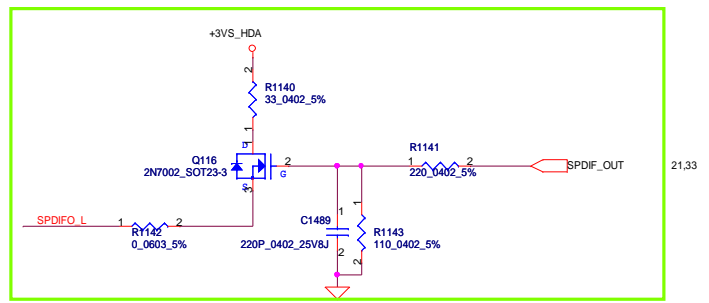 +3VS_HDA
2
R1140
33_0402_5%
1
D
Q116
2N7002_SOT23-3
2
G
S
3
R1141
1
2
220_0402_5%
SPDIF_OUT
21,33
SPDIFO_L
1
2
R1142
0_0603_5%
C1489
1
220P_0402_25V8J
2
1
R1143
110_0402_5%
2